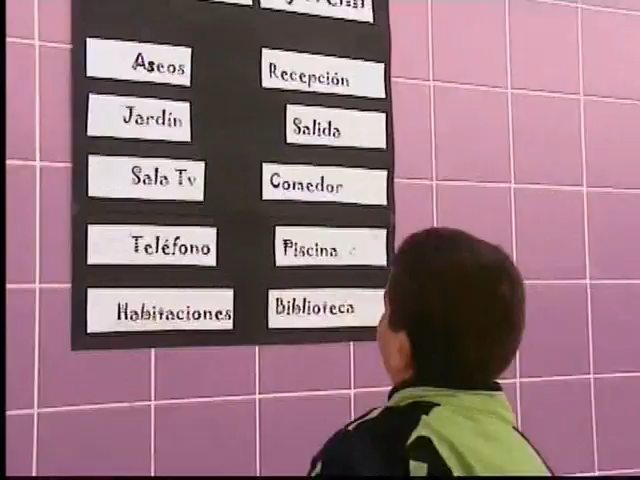 Aseos
Recepción
Jardín
Salida
Sala Tv
Comedor
Teléfono
Piscina
Habitaciones
Biblioteca